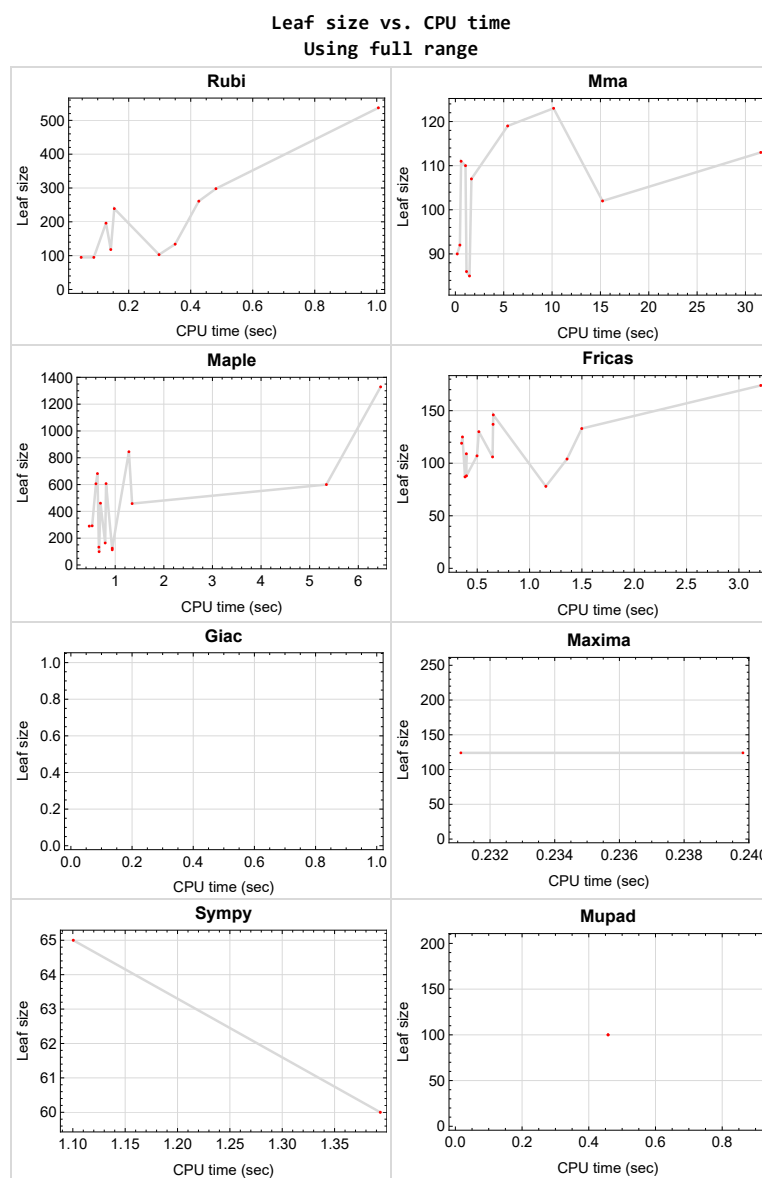 Leaf size vs. CPU time
Using full range
Rubi
500
400
300
200
100
0
Leaf size
0.2 0.4 0.6 0.8 1.0
CPU time (sec)
Mma
120
110
100
90
Leaf size
0 5 10 15 20 25 30
CPU time (sec)
Maple
1400
1200
1000
800
600
400
200
0
Leaf size
1 2 3 4 5 6
CPU time (sec)
Fricas
150
100
50
0
Leaf size
0.5 1.0 1.5 2.0 2.5 3.0
CPU time (sec)
Giac
1.0
0.8
0.6
0.4
0.2
0.0
Leaf size
0.0 0.2 0.4 0.6 0.8 1.0
CPU time (sec)
Maxima
250
200
150
100
50
0
Leaf size
0.232 0.234 0.236 0.238 0.240
CPU time (sec)
Sympy
65
64
63
62
61
60
Leaf size
1.10 1.15 1.20 1.25 1.30 1.35
CPU time (sec)
Mupad
200
150
100
50
0
Leaf size
0.0 0.2 0.4 0.6 0.8
CPU time (sec)